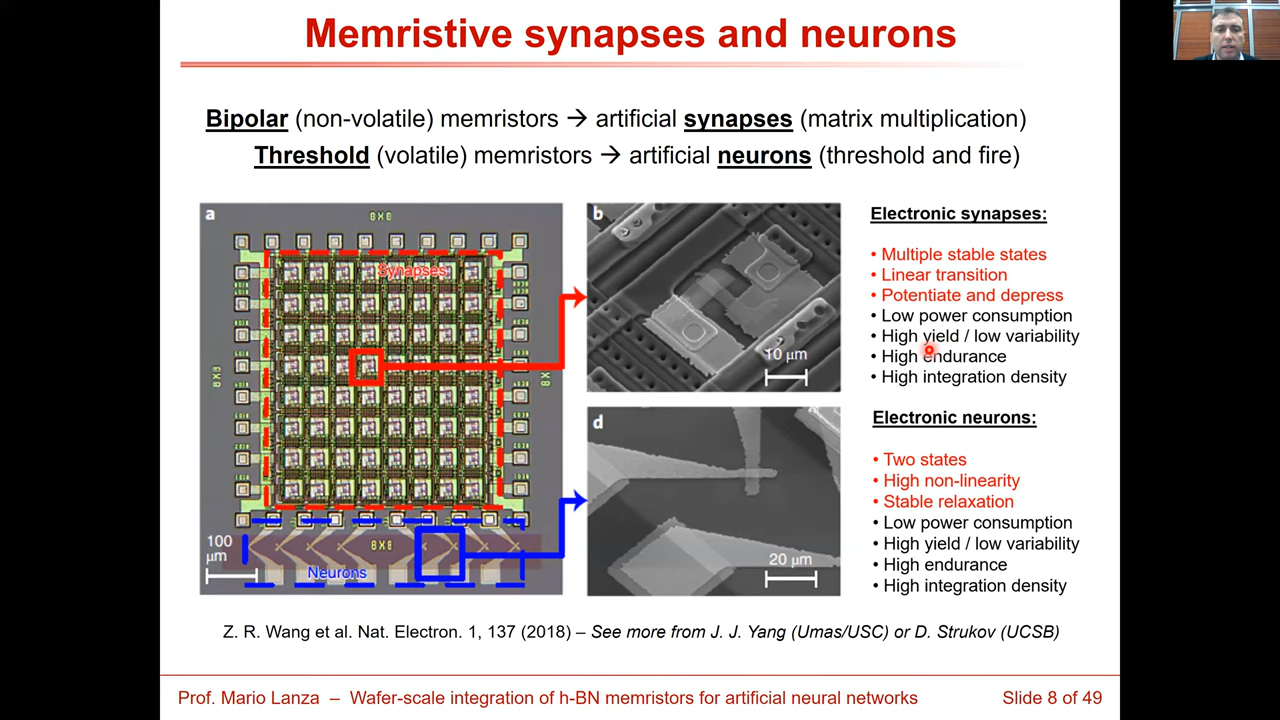 Memristive synapses and neurons
Bipolar (non-volatile) memristors → artificial synapses (matrix multiplication)
Threshold (volatile) memristors → artificial neurons (threshold and fire)
a
8X8
Synapses
8X8
8X8
8X8
100
μm
Neurons
b
10 μm
d
20 μm
Electronic synapses:
• Multiple stable states
• Linear transition
• Potentiate and depress
• Low power consumption
• High yield / low variability
• High endurance
• High integration density
Electronic neurons:
• Two states
• High non-linearity
• Stable relaxation
• Low power consumption
• High yield / low variability
• High endurance
• High integration density
Z. R. Wang et al. Nat. Electron. 1, 137 (2018) – See more from J. J. Yang (Umas/USC) or D. Strukov (UCSB)
Prof. Mario Lanza – Wafer-scale integration of h-BN memristors for artificial neural networks
Slide 8 of 49